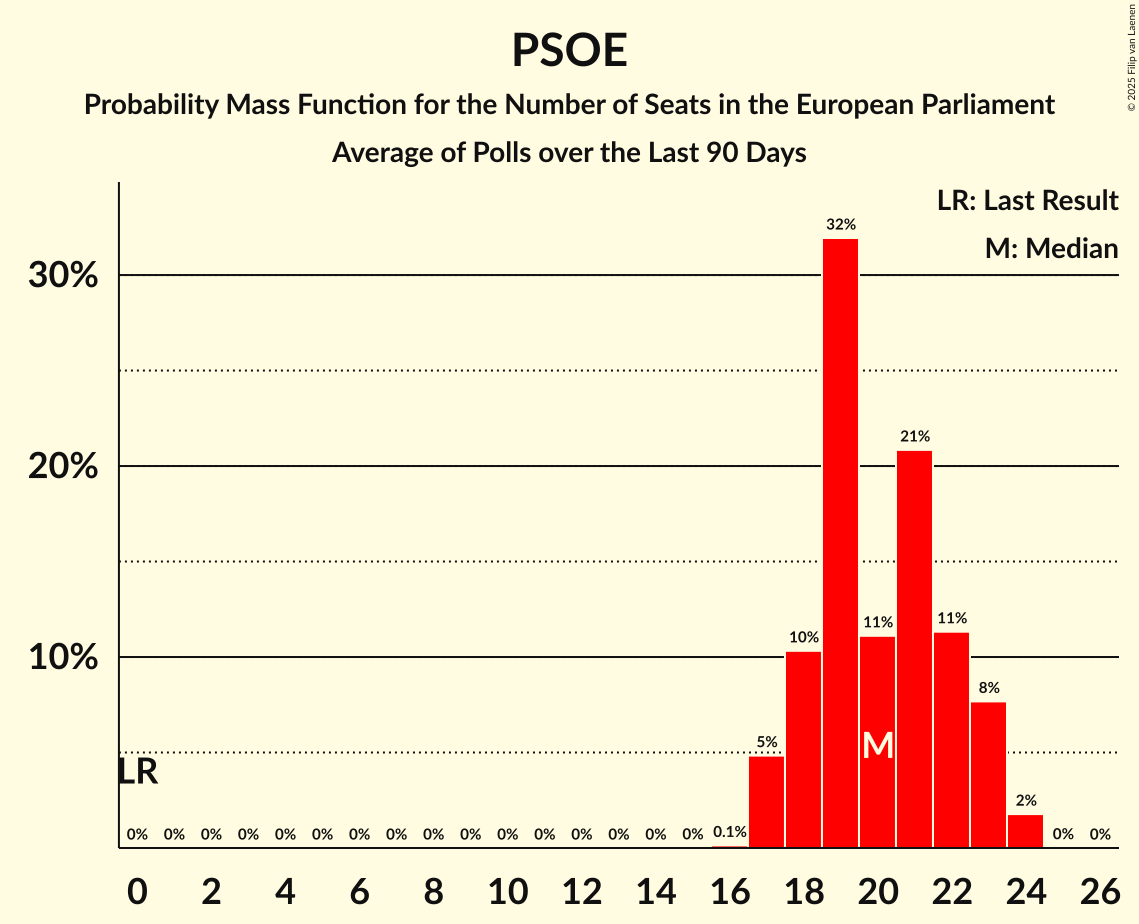 PSOE
Probability Mass Function for the Number of Seats in the European Parliament
Average of Polls over the Last 90 Days
© 2025 Filip van Laenen
LR: Last Result
M: Median
32%
30%
21%
20%
11%
11%
10%
10%
8%
5%
M
LR
2%
0% 0% 0% 0% 0% 0% 0% 0% 0% 0% 0% 0% 0% 0% 0% 0% 0.1% 0% 0%
0 2 4 6 8 10 12 14 16 18 20 22 24 26